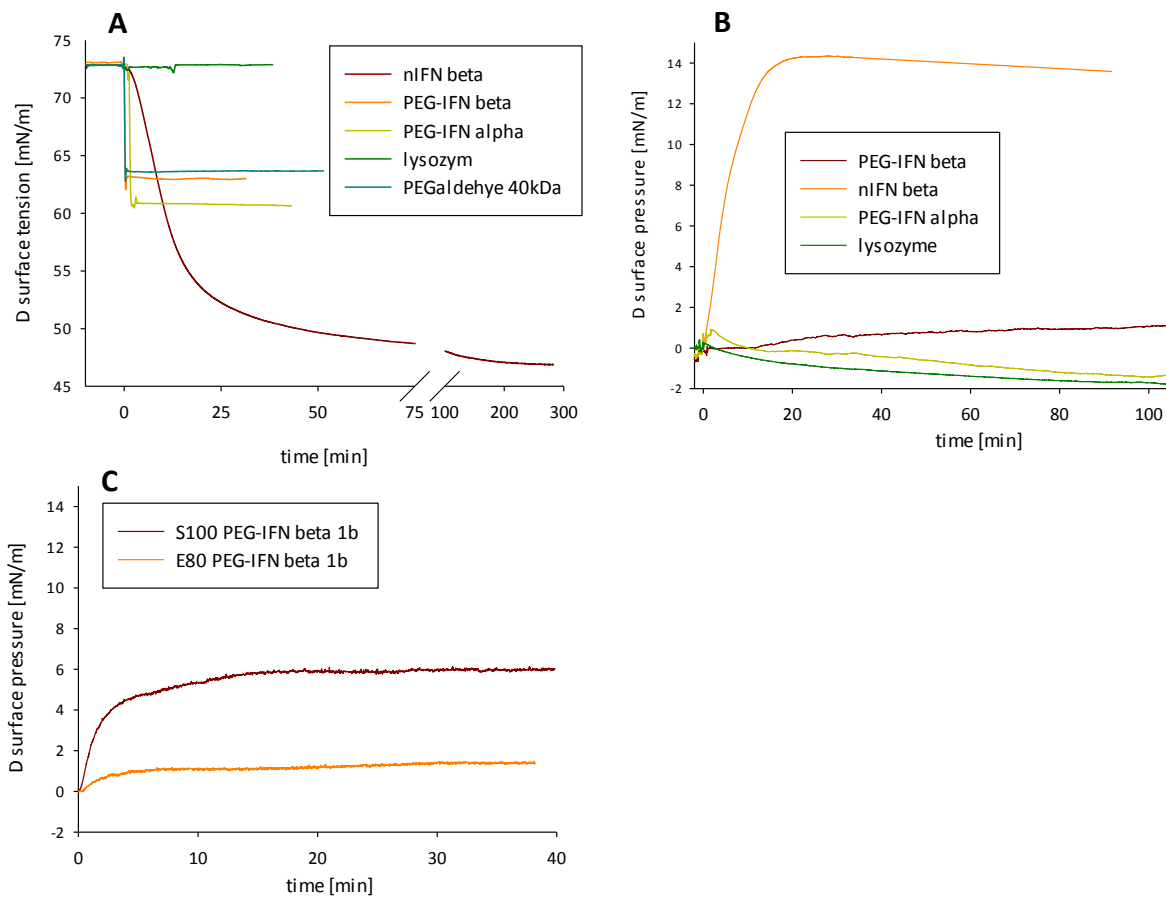 A
75
70
65
60
55
50
45
D surface tension [mN/m]
nIFN beta
PEG-IFN beta
PEG-IFN alpha
lysozym
PEGaldehye 40kDa
0 25 50 75 100 200 300
time [min]
B
14
12
10
8
6
4
2
0
-2
D surface pressure [mN/m]
PEG-IFN beta
nIFN beta
PEG-IFN alpha
lysozyme
0 20 40 60 80 100
time [min]
C
14
12
10
8
6
4
2
0
-2
D surface pressure [mN/m]
S100 PEG-IFN beta 1b
E80 PEG-IFN beta 1b
0 10 20 30 40
time [min]